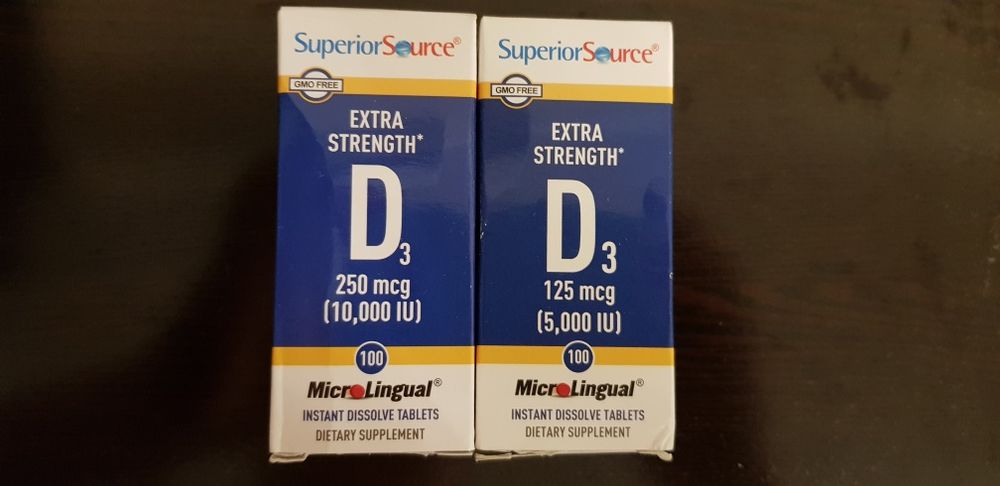 SuperiorSource®
GMO FREE
EXTRA
STRENGTH*
D3
250 mcg
(10,000 IU)
100
MicroLingual®
INSTANT DISSOLVE TABLETS
DIETARY SUPPLEMENT
SuperiorSource®
GMO FREE
EXTRA
STRENGTH*
D3
125 mcg
(5,000 IU)
100
MicroLingual®
INSTANT DISSOLVE TABLETS
DIETARY SUPPLEMENT